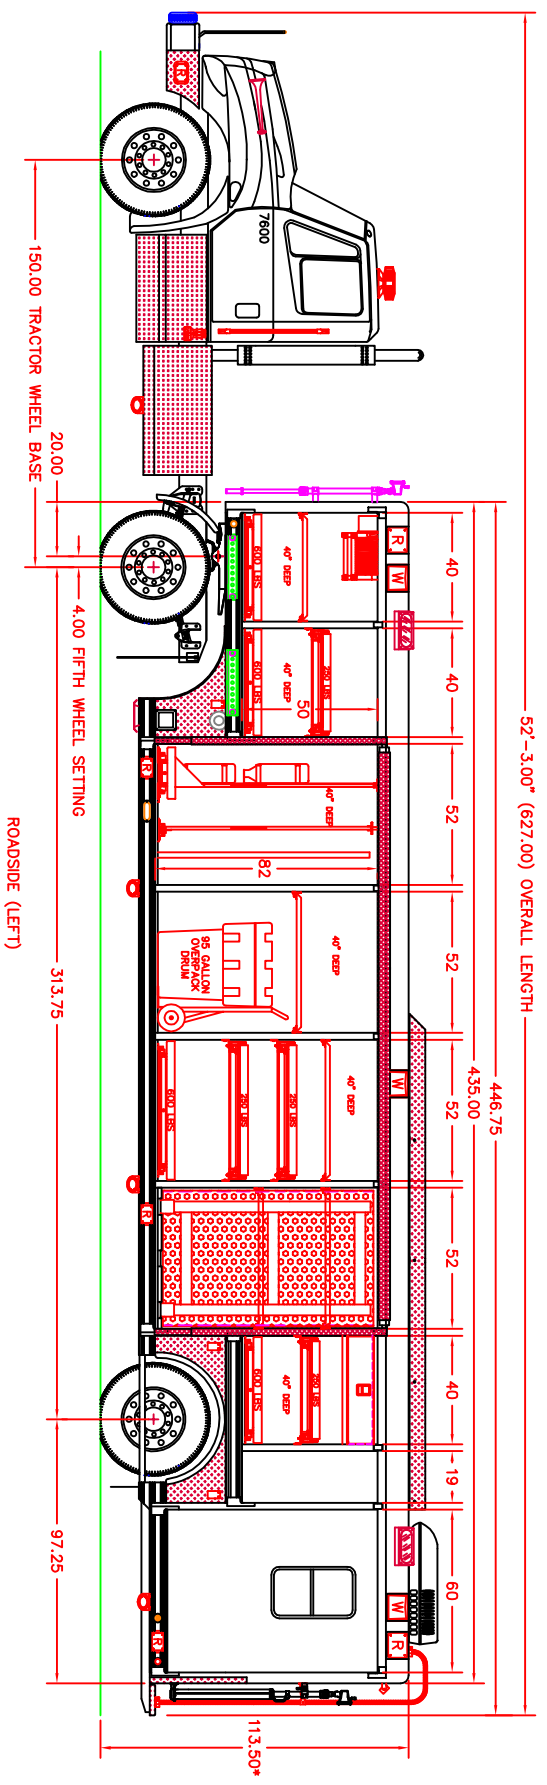 52'-3.00" (627.00) OVERALL LENGTH
446.75
435.00
40
40
52
52
52
52
40
19
60
R
W
W
W
R
R
7600
40" DEEP
600 LBS
250 LBS
40" DEEP
600 LBS
50
40" DEEP
82
40" DEEP
95 GALLON
OVERPACK
DRUM
40" DEEP
250 LBS
250 LBS
600 LBS
250 LBS
40" DEEP
600 LBS
R
R
R
113.50*
20.00
4.00 FIFTH WHEEL SETTING
150.00 TRACTOR WHEEL BASE
313.75
97.25
ROADSIDE (LEFT)